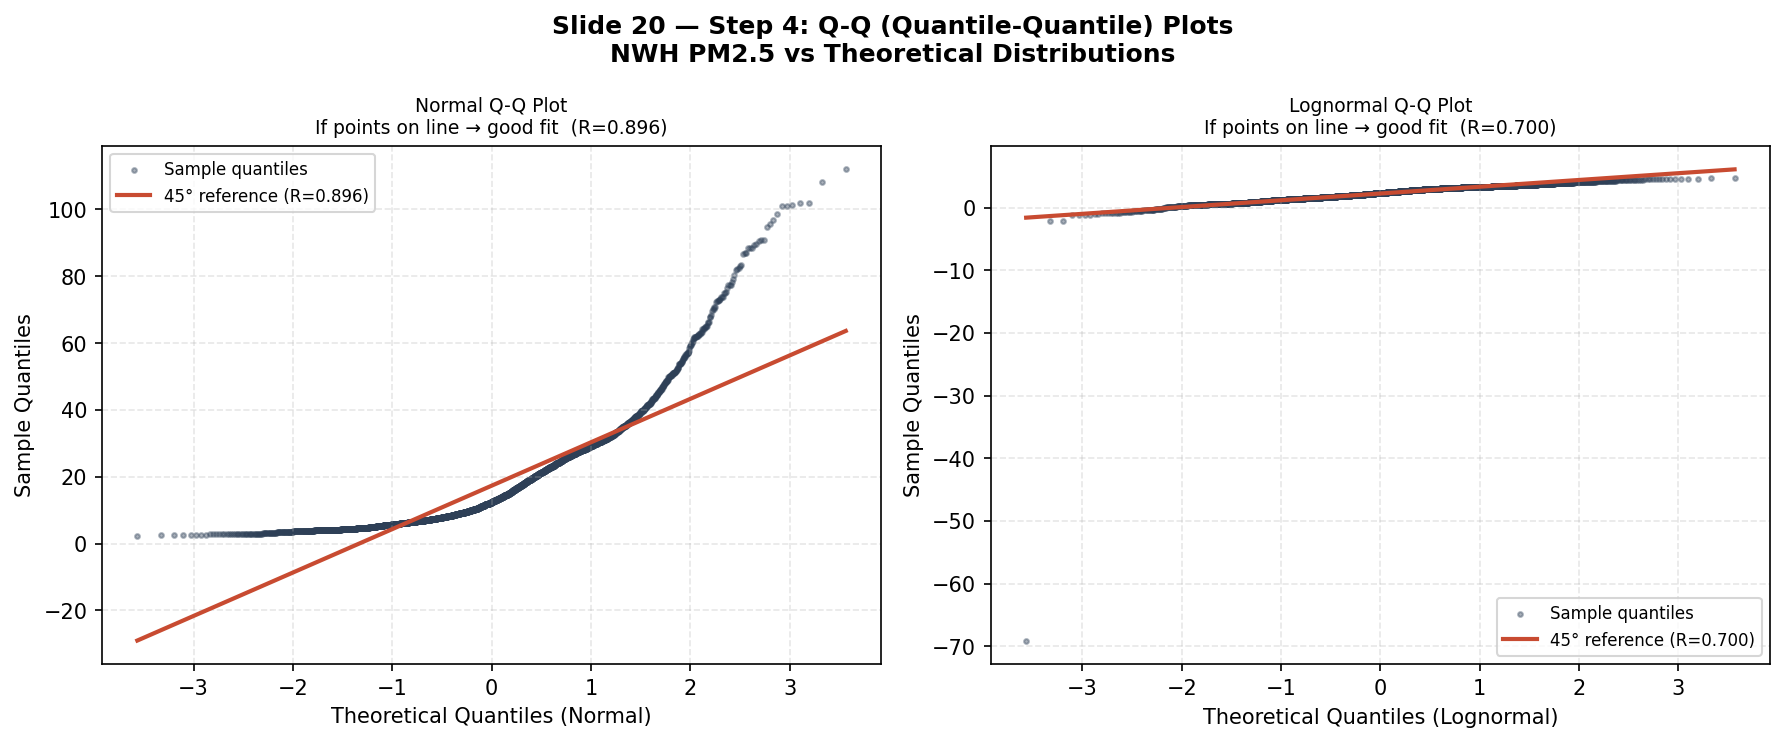 Slide 20 — Step 4: Q-Q (Quantile-Quantile) Plots
NWH PM2.5 vs Theoretical Distributions
Normal Q-Q Plot
If points on line → good fit  (R=0.896)
Sample quantiles
45° reference (R=0.896)
Sample Quantiles
100
80
60
40
20
0
−20
−3
−2
−1
0
1
2
3
Theoretical Quantiles (Normal)
Lognormal Q-Q Plot
If points on line → good fit  (R=0.700)
Sample Quantiles
0
−10
−20
−30
−40
−50
−60
−70
Sample quantiles
45° reference (R=0.700)
−3
−2
−1
0
1
2
3
Theoretical Quantiles (Lognormal)